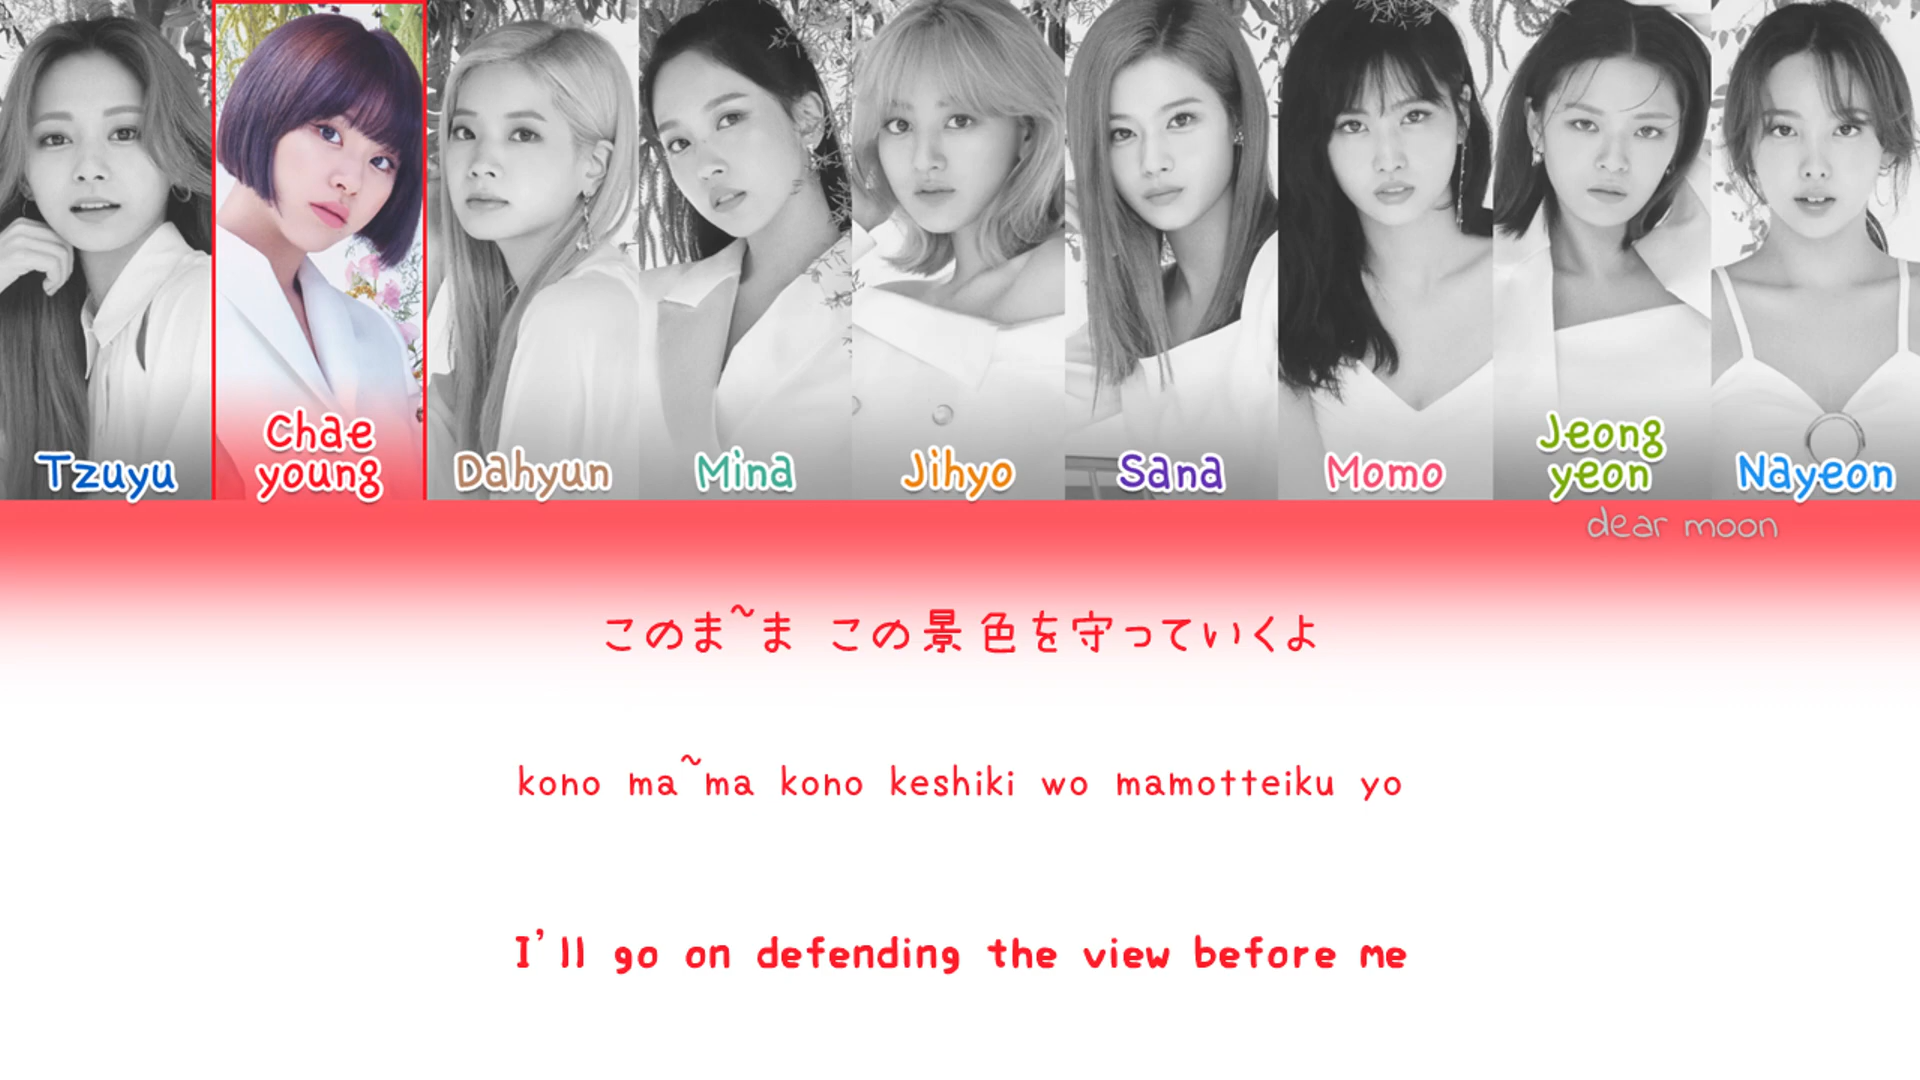 Tzuyu
Chae
young
Dahyun
Mina
Jihyo
Sana
Momo
Jeong
yeon
Nayeon
dear moon
このま~ま この景色を守っていくよ
kono ma~ma kono keshiki wo mamotteiku yo
I'll go on defending the view before me